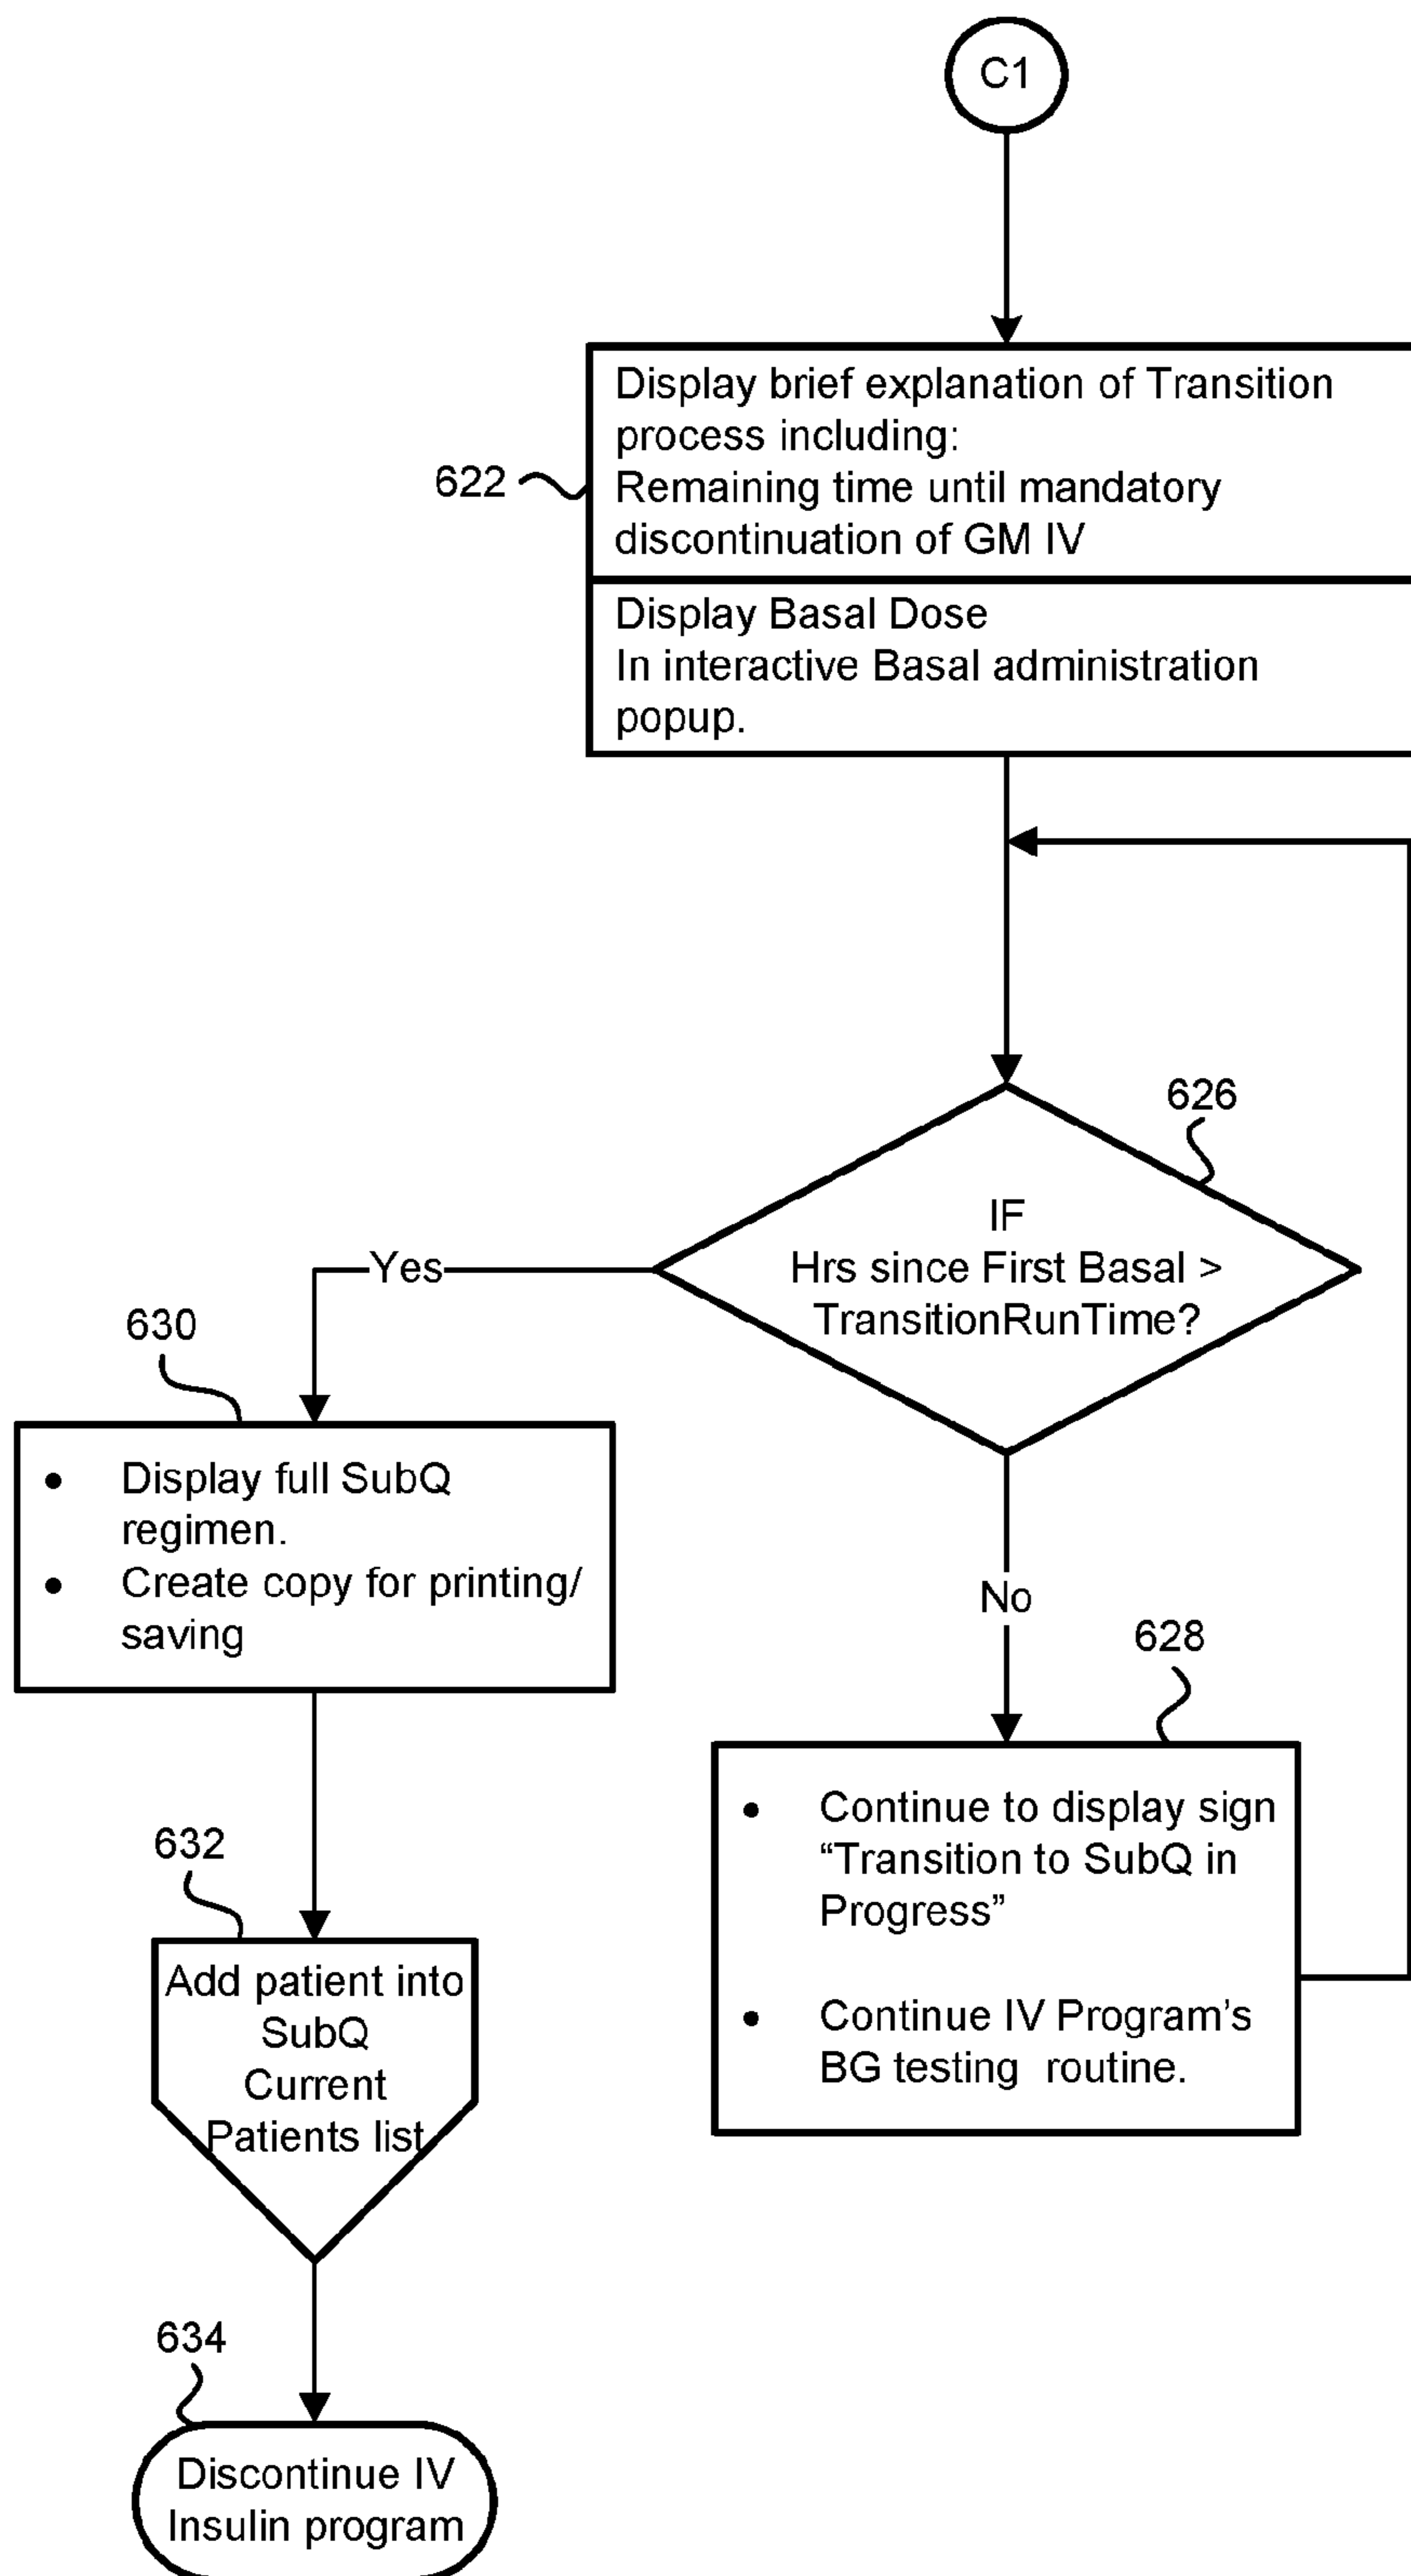 C1
Display brief explanation of Transition
process including:
Remaining time until mandatory
discontinuation of GM IV
622
Display Basal Dose
In interactive Basal administration
popup.
626
IF
Hrs since First Basal >
TransitionRunTime?
Yes
630
• Display full SubQ
regimen.
• Create copy for printing/
saving
No
628
• Continue to display sign
“Transition to SubQ in
Progress”
• Continue IV Program’s
BG testing routine.
632
Add patient into
SubQ
Current
Patients list
634
Discontinue IV
Insulin program